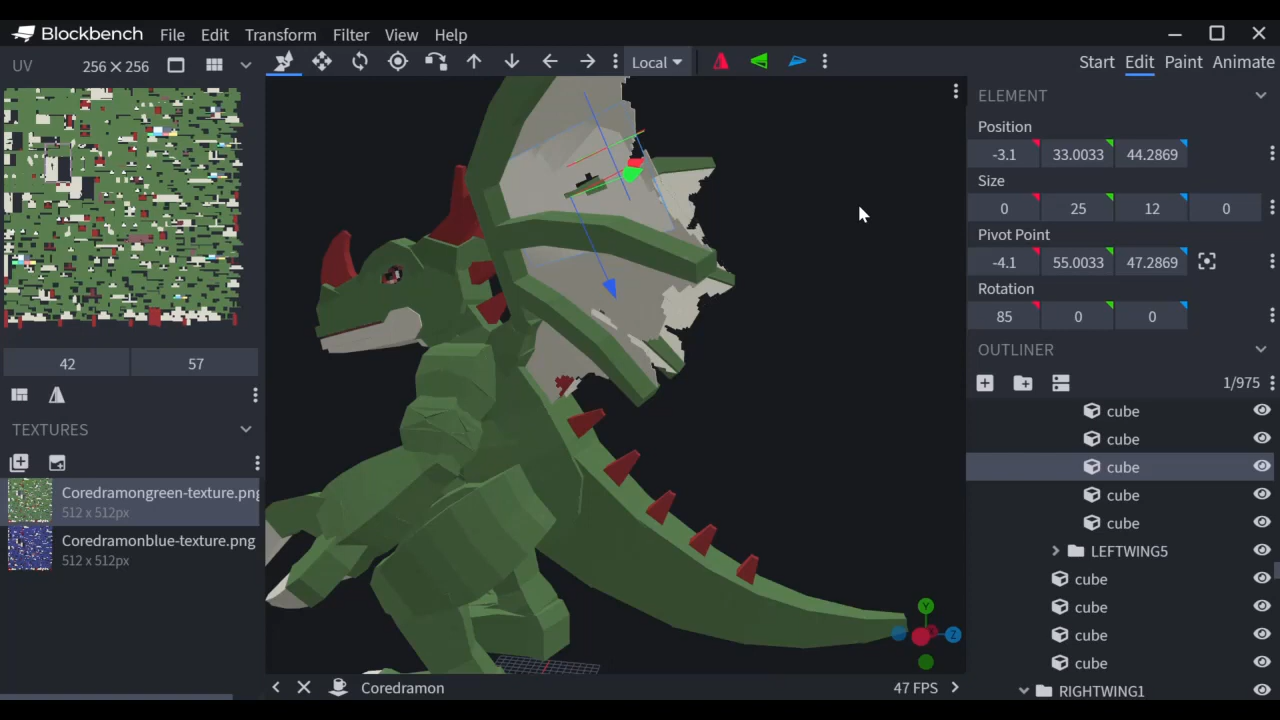 Blockbench File Edit Transform Filter View Help
UV 256 × 256 Local Start Edit Paint Animate
ELEMENT
Position
-3.1 33.0033 44.2869
Size
0 25 12 0
Pivot Point
-4.1 55.0033 47.2869
Rotation
85 0 0
OUTLINER
1/975
cube
cube
cube
cube
cube
LEFTWING5
cube
cube
cube
cube
RIGHTWING1
42 57
TEXTURES
Coredramongreen-texture.png
512 x 512px
Coredramonblue-texture.png
512 x 512px
Y
Z
Coredramon 47 FPS